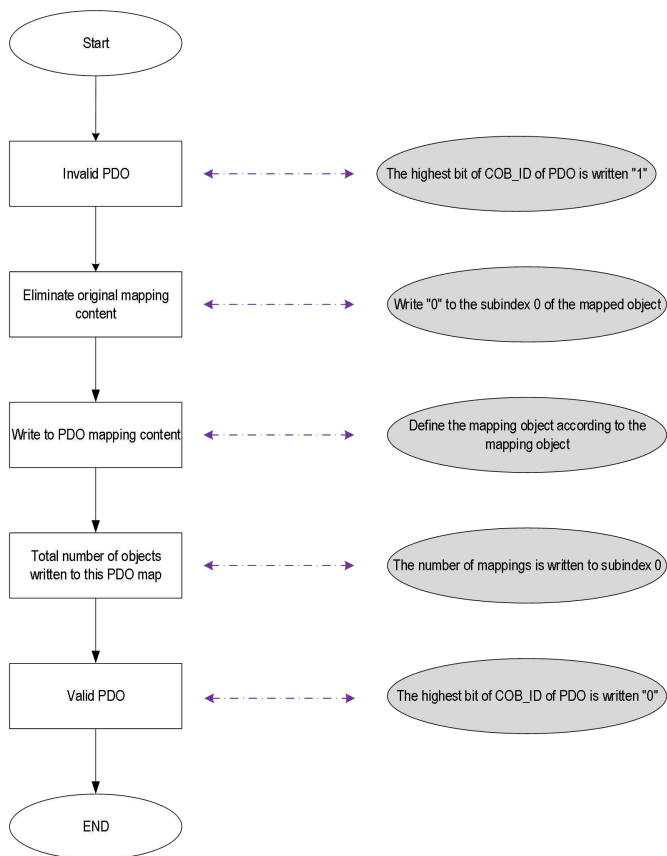 Start
Invalid PDO
The highest bit of COB_ID of PDO is written "1"
Eliminate original mapping
content
Write "0" to the subindex 0 of the mapped object
Write to PDO mapping content
Define the mapping object according to the
mapping object
Total number of objects
written to this PDO map
The number of mappings is written to subindex 0
Valid PDO
The highest bit of COB_ID of PDO is written "0"
END